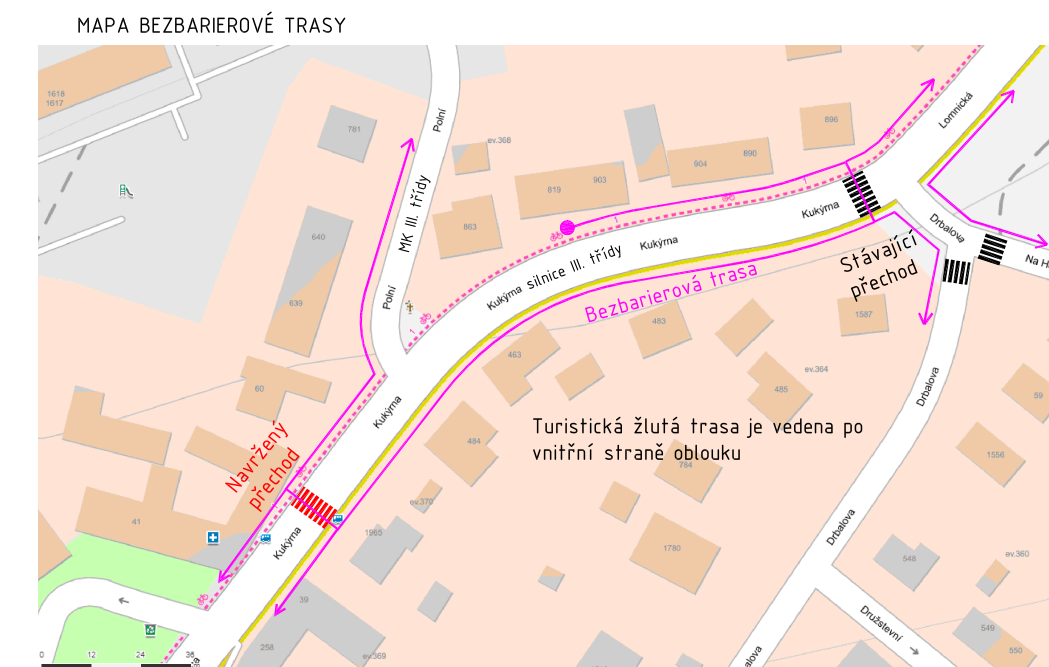 MAPA BEZBARIEROVÉ TRASY
1618
1617
781
Polní
ev.368
896
Lomnická
904
890
819
903
863
MK III. třídy
640
639
Polní
Kukýrna
Kukýrna
Kukýrna silnice III. třídy
Drbalova
Na H
Stávající
přechod
Bezbarierová trasa
1587
483
463
ev.364
485
Drbalova
59
60
Kukýrna
Navržený
přechod
Turistická žlutá trasa je vedena po
vnitřní straně oblouku
484
784
1556
ev.370
41
Kukýrna
1965
1780
Drbalova
548
ev.360
39
Družstevní
549
550
258
ev.369
alova
0 12 24 36